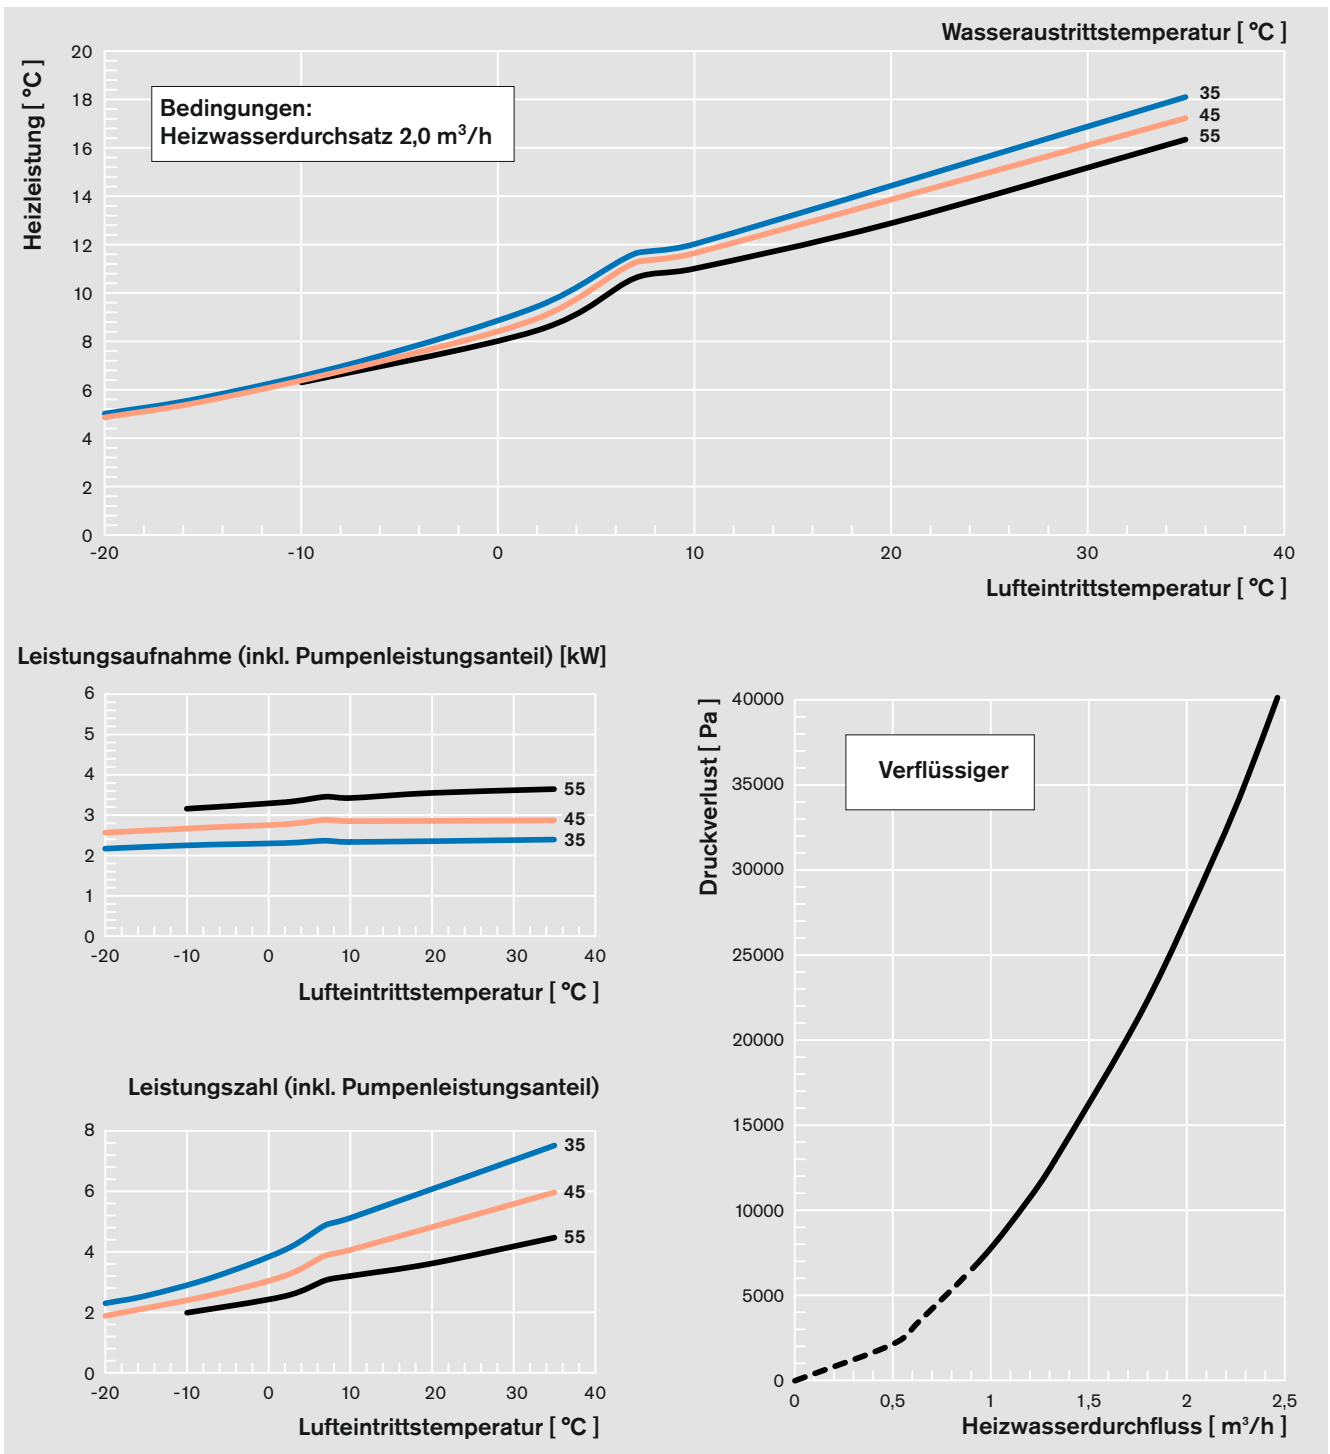 Wasseraustrittstemperatur [ °C ]
Heizleistung [ °C ]
Bedingungen:
Heizwasserdurchsatz 2,0 m³/h
20
18
16
14
12
10
8
6
4
2
0
35
45
55
-20 -10 0 10 20 30 40
Lufteintrittstemperatur [ °C ]
Leistungsaufnahme (inkl. Pumpenleistungsanteil) [kW]
6
5
4
3
2
1
0
55
45
35
-20 -10 0 10 20 30 40
Lufteintrittstemperatur [ °C ]
Leistungszahl (inkl. Pumpenleistungsanteil)
8
6
4
2
0
35
45
55
-20 -10 0 10 20 30 40
Lufteintrittstemperatur [ °C ]
Druckverlust [ Pa ]
Verflüssiger
40000
35000
30000
25000
20000
15000
10000
5000
0
0 0,5 1 1,5 2 2,5
Heizwasserdurchfluss [ m³/h ]